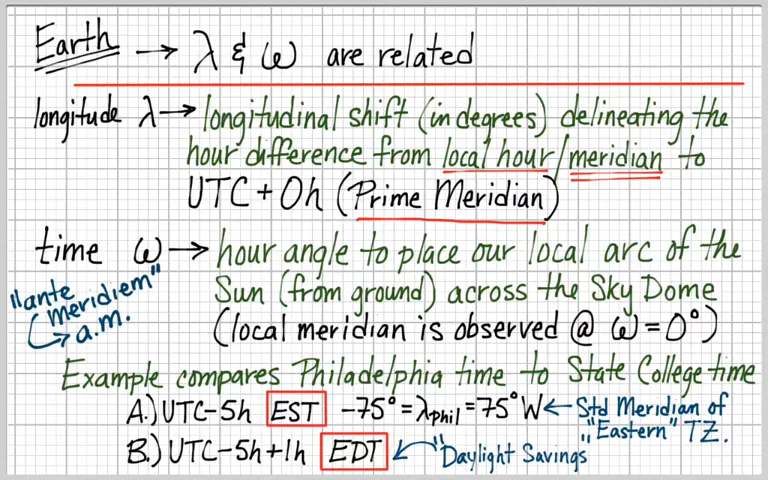 Earth → λ & ω are related
longitude λ → longitudinal shift (in degrees) delineating the
hour difference from local hour/meridian to
UTC + 0h (Prime Meridian)
time ω → hour angle to place our local arc of the
Sun (from ground) across the Sky Dome
"ante meridiem"
→ a.m.
(local meridian is observed @ ω = 0°)
Example compares Philadelphia time to State College time
A.) UTC-5h EST -75° = λphil = 75° W ← Std Meridian of
"Eastern" TZ.
B.) UTC-5h+1h EDT ← "Daylight Savings